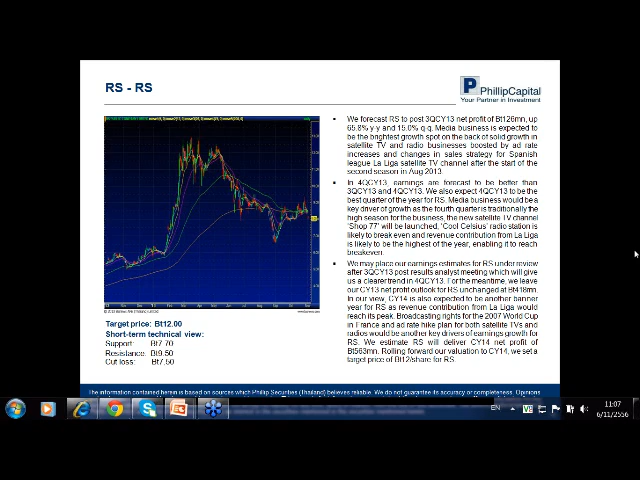 RS - RS
PhillipCapital
Your Partner in Investment
• We forecast RS to post 3QCY13 net profit of Bt126mn, up
65.8% y-y and 15.0% q-q. Media business is expected to
be the brightest growth spot on the back of solid growth in
satellite TV and radio businesses boosted by ad rate
increases and changes in sales strategy for Spanish
league La Liga satellite TV channel after the start of the
second season in Aug 2013.
• In 4QCY13, earnings are forecast to be better than
3QCY13 and 4QCY13. We also expect 4QCY13 to be the
best quarter of the year for RS. Media business would be a
key driver of growth as the fourth quarter is traditionally the
high season for the business, the new satellite TV channel
'Shop 77' will be launched, 'Cool Celsius' radio station is
likely to break even and revenue contribution from La Liga
is likely to be the highest of the year, enabling it to reach
breakeven.
• We may place our earnings estimates for RS under review
after 3QCY13 post results analyst meeting which will give
us a clearer trend in 4QCY13. For the meantime, we leave
our CY13 net profit outlook for RS unchanged at Bt418mn.
In our view, CY14 is also expected to be another banner
year for RS as revenue contribution from La Liga would
reach its peak. Broadcasting rights for the 2007 World Cup
in France and ad rate hike plan for both satellite TVs and
radios would be another key drivers of earnings growth for
RS. We estimate RS will deliver CY14 net profit of
Bt563mn. Rolling forward our valuation to CY14, we set a
target price of Bt12/share for RS.
Target price: Bt12.00
Short-term technical view:
Support: Bt7.70
Resistance: Bt9.50
Cut loss: Bt7.50
The information contained herein is based on sources which Phillip Securities (Thailand) believes reliable. We do not guarantee its accuracy or completeness. Opinions
EN
11:07
6/11/2556